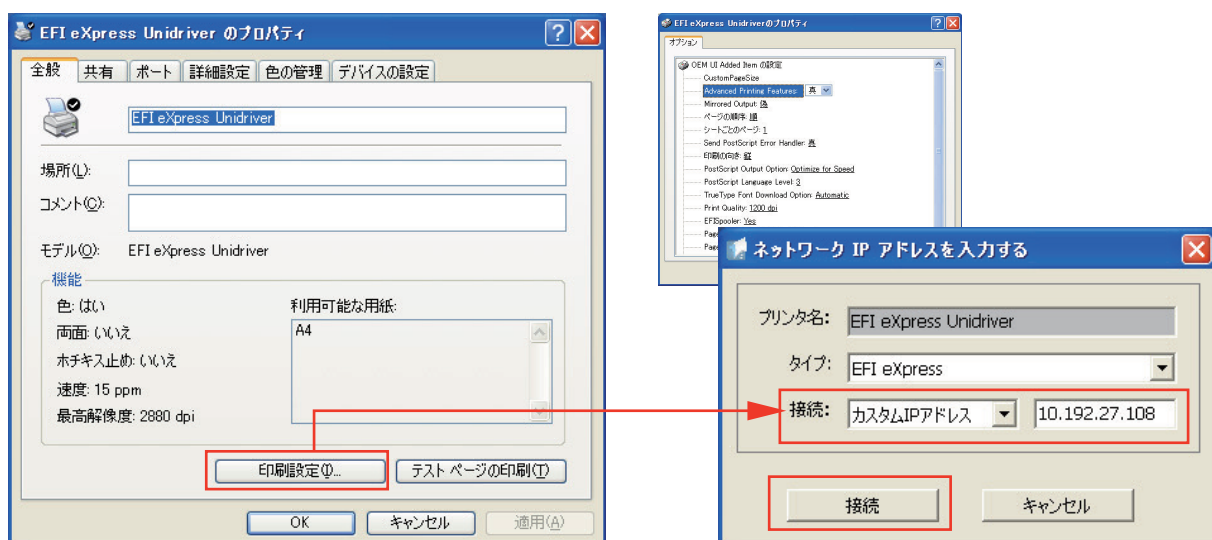 EFI eXpress Unidriver のプロパティ
全般 共有 ポート 詳細設定 色の管理 デバイスの設定
EFI eXpress Unidriver
場所(L):
コメント(C):
モデル(O): EFI eXpress Unidriver
機能
色: はい
両面: いいえ
ホチキス止め: いいえ
速度: 15 ppm
最高解像度: 2880 dpi
利用可能な用紙:
A4
印刷設定(I)... テスト ページの印刷(T)
OK キャンセル 適用(A)
EFI eXpress Unidriverのプロパティ
オプション
OEM UI Added Item の設定
CustomPageSize
Advanced Printing Features: 真
Mirrored Output: 偽
ページの順序: 順
シートごとのページ: 1
Send PostScript Error Handler: 真
印刷の向き: 縦
PostScript Output Option: Optimize for Speed
PostScript Language Level: 3
TrueType Font Download Option: Automatic
Print Quality: 1200 dpi
EFISpooler: Yes
ネットワーク IP アドレスを入力する
プリンタ名: EFI eXpress Unidriver
タイプ: EFI eXpress
接続: カスタムIPアドレス 10.192.27.108
接続 キャンセル